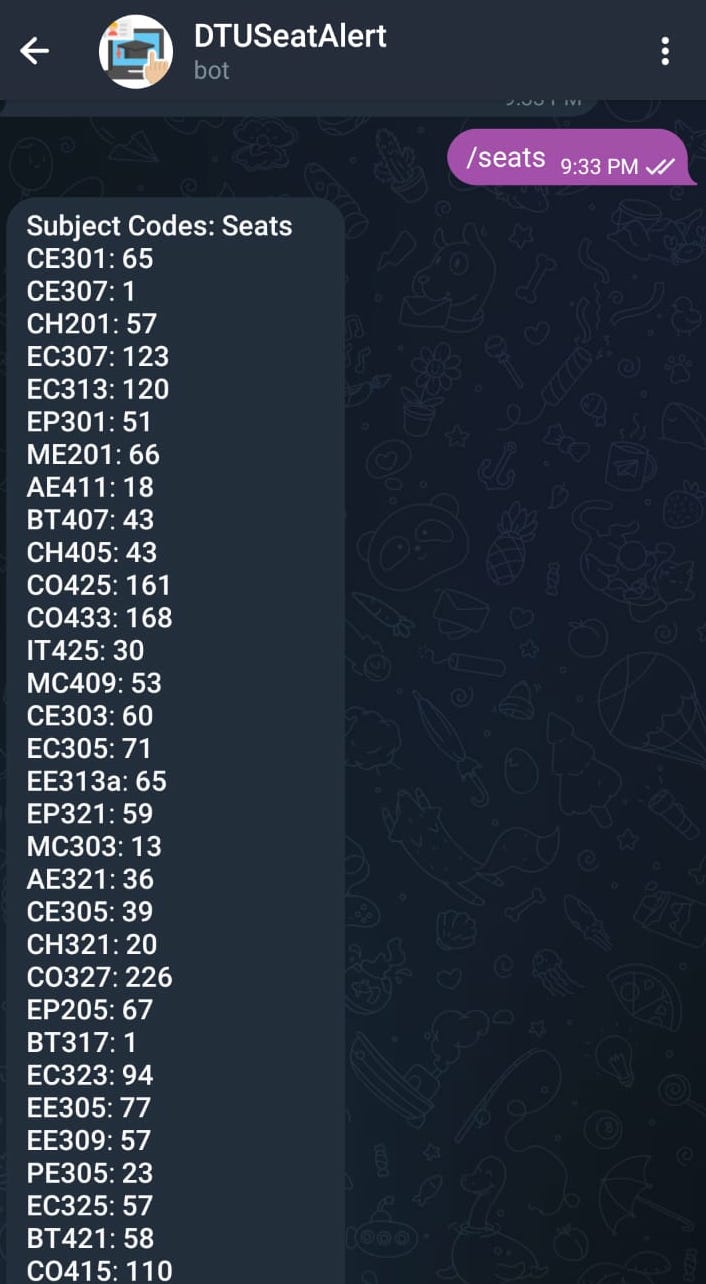 DTUSeatAlert
bot
/seats 9:33 PM
Subject Codes: Seats
CE301: 65
CE307: 1
CH201: 57
EC307: 123
EC313: 120
EP301: 51
ME201: 66
AE411: 18
BT407: 43
CH405: 43
CO425: 161
CO433: 168
IT425: 30
MC409: 53
CE303: 60
EC305: 71
EE313a: 65
EP321: 59
MC303: 13
AE321: 36
CE305: 39
CH321: 20
CO327: 226
EP205: 67
BT317: 1
EC323: 94
EE305: 77
EE309: 57
PE305: 23
EC325: 57
BT421: 58
CO415: 110